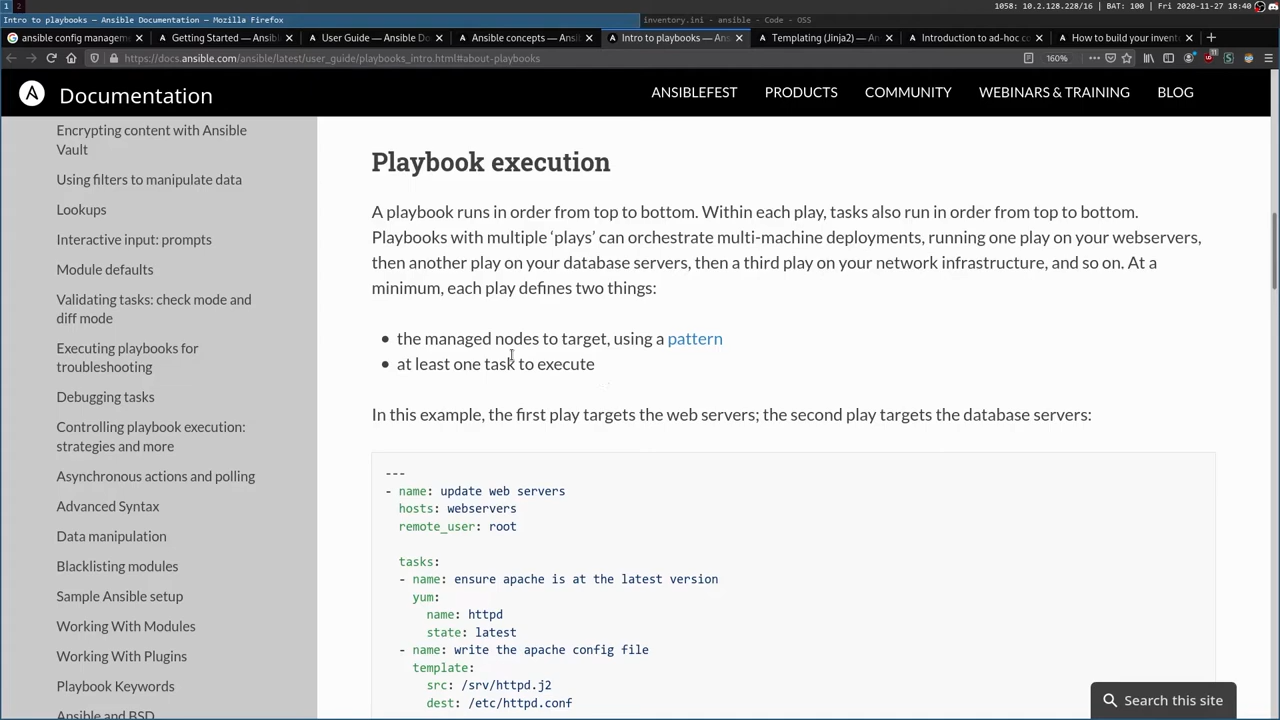 1 2
1058: 10.2.128.228/16 | BAT: 100 | Fri 2020-11-27 18:40
Intro to playbooks — Ansible Documentation - Mozilla Firefox
inventory.ini - ansible - Code - OSS
ansible config managem
Getting Started — Ansibl
User Guide — Ansible Do
Ansible concepts — Ansi
Intro to playbooks — Ans
Templating (Jinja2) — An
Introduction to ad-hoc c
How to build your invent
https://docs.ansible.com/ansible/latest/user_guide/playbooks_intro.html#about-playbooks
160%
11
Documentation
ANSIBLEFEST
PRODUCTS
COMMUNITY
WEBINARS & TRAINING
BLOG
Encrypting content with Ansible
Vault
Using filters to manipulate data
Lookups
Interactive input: prompts
Module defaults
Validating tasks: check mode and
diff mode
Executing playbooks for
troubleshooting
Debugging tasks
Controlling playbook execution:
strategies and more
Asynchronous actions and polling
Advanced Syntax
Data manipulation
Blacklisting modules
Sample Ansible setup
Working With Modules
Working With Plugins
Playbook Keywords
Ansible and BSD
Playbook execution
A playbook runs in order from top to bottom. Within each play, tasks also run in order from top to bottom.
Playbooks with multiple ‘plays’ can orchestrate multi-machine deployments, running one play on your webservers,
then another play on your database servers, then a third play on your network infrastructure, and so on. At a
minimum, each play defines two things:
• the managed nodes to target, using a pattern
• at least one task to execute
In this example, the first play targets the web servers; the second play targets the database servers:
---
- name: update web servers
  hosts: webservers
  remote_user: root
  tasks:
  - name: ensure apache is at the latest version
    yum:
      name: httpd
      state: latest
  - name: write the apache config file
    template:
      src: /srv/httpd.j2
      dest: /etc/httpd.conf
Search this site